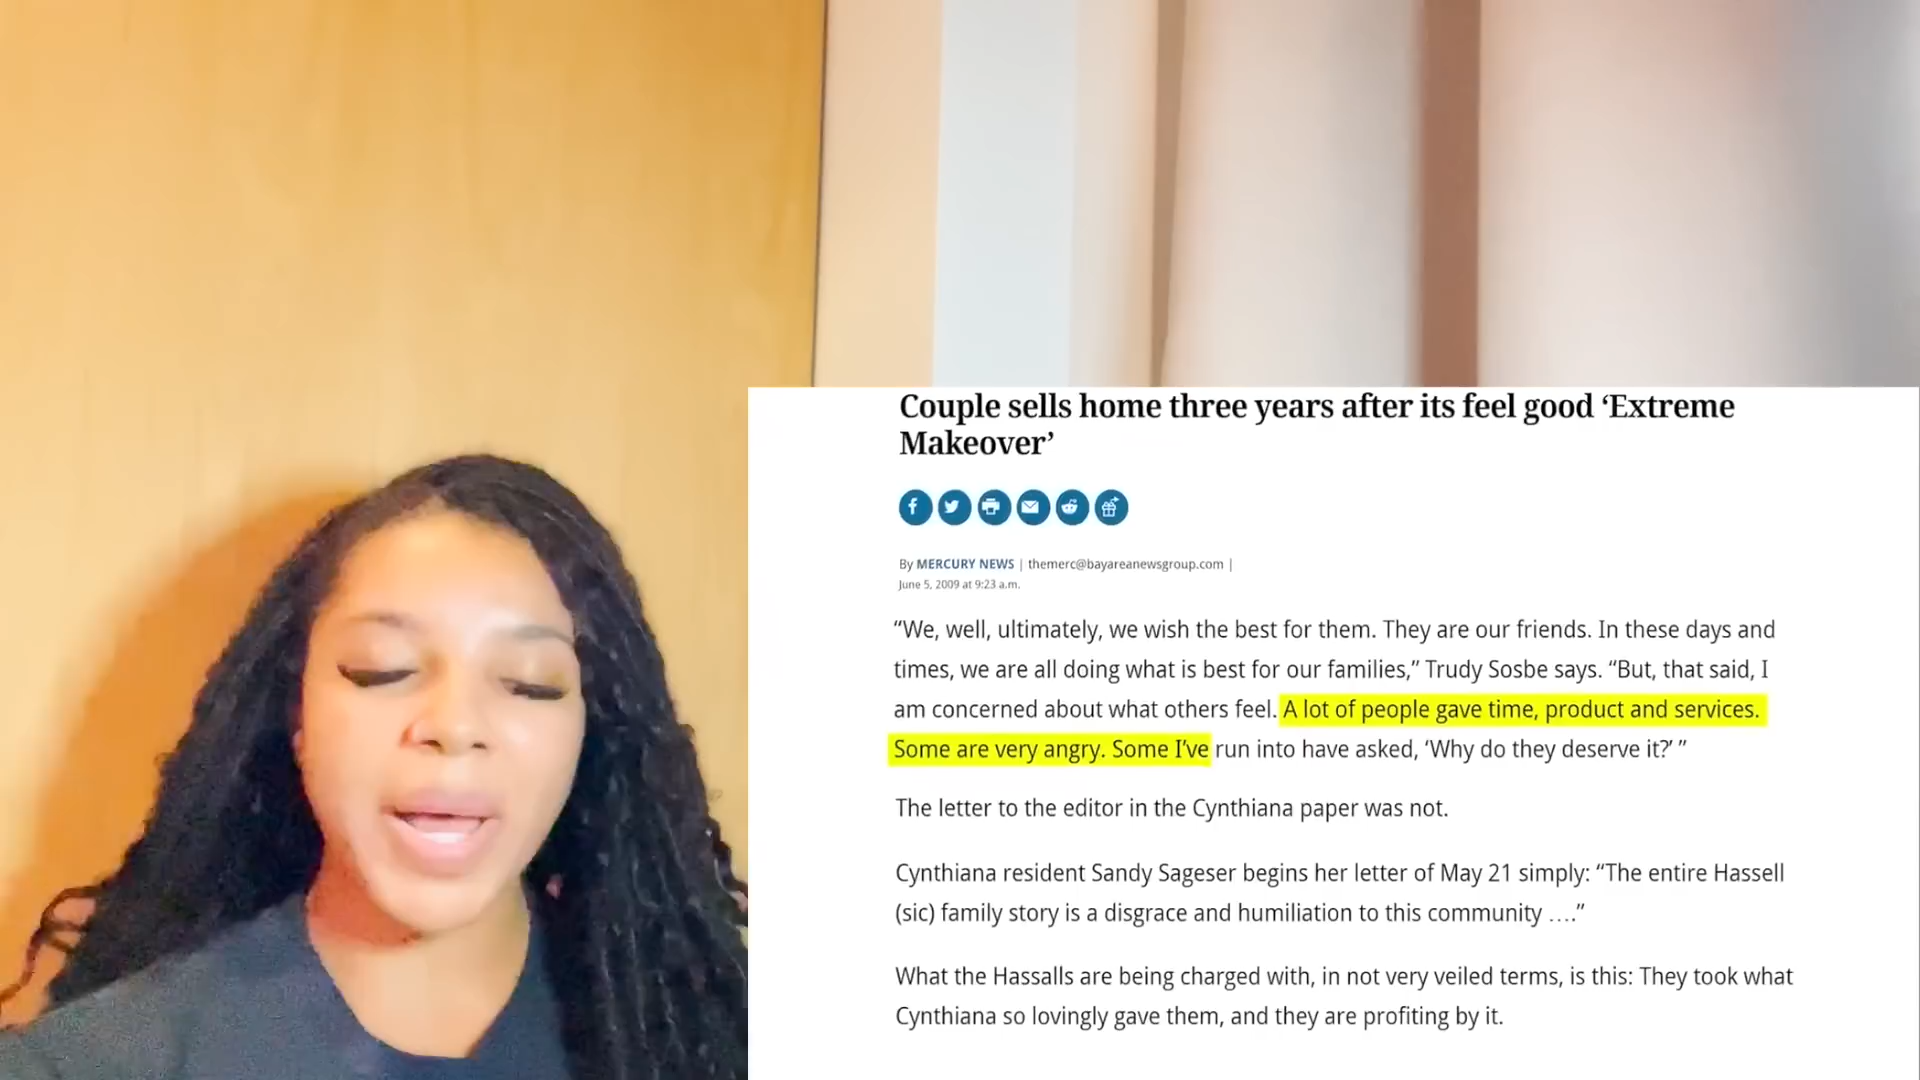 Couple sells home three years after its feel good ‘Extreme
Makeover’
By MERCURY NEWS | themerc@bayareanewsgroup.com |
June 5, 2009 at 9:23 a.m.
“We, well, ultimately, we wish the best for them. They are our friends. In these days and
times, we are all doing what is best for our families,” Trudy Sosbe says. “But, that said, I
am concerned about what others feel. A lot of people gave time, product and services.
Some are very angry. Some I’ve run into have asked, ‘Why do they deserve it?’ ”
The letter to the editor in the Cynthiana paper was not.
Cynthiana resident Sandy Sageser begins her letter of May 21 simply: “The entire Hassell
(sic) family story is a disgrace and humiliation to this community ….”
What the Hassalls are being charged with, in not very veiled terms, is this: They took what
Cynthiana so lovingly gave them, and they are profiting by it.